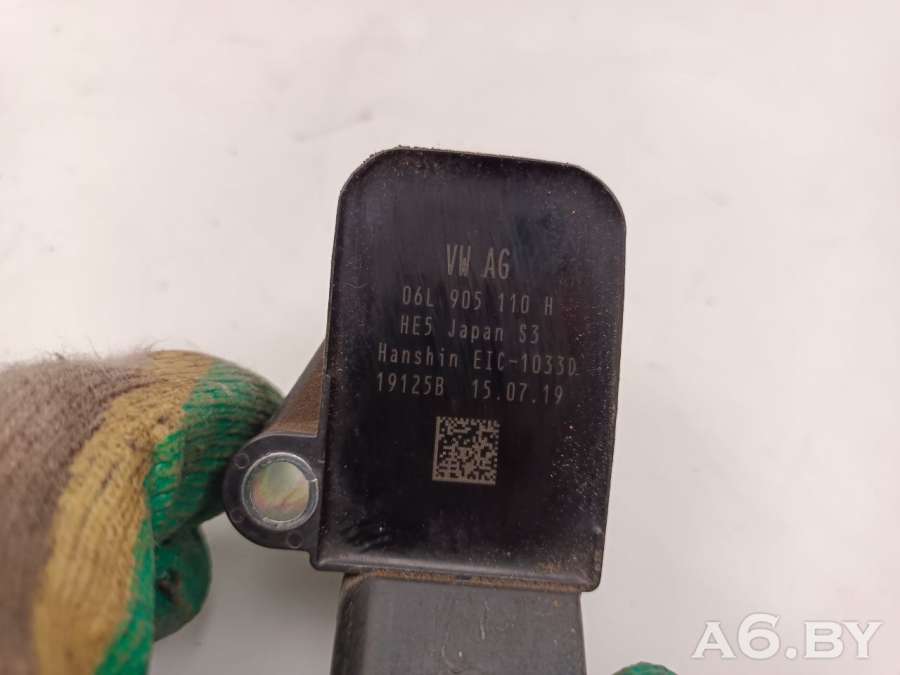 VW AG
06L 905 110 H
HE5 Japan S3
Hanshin EIC-1033D
19125B 15.07.19
A6.BY